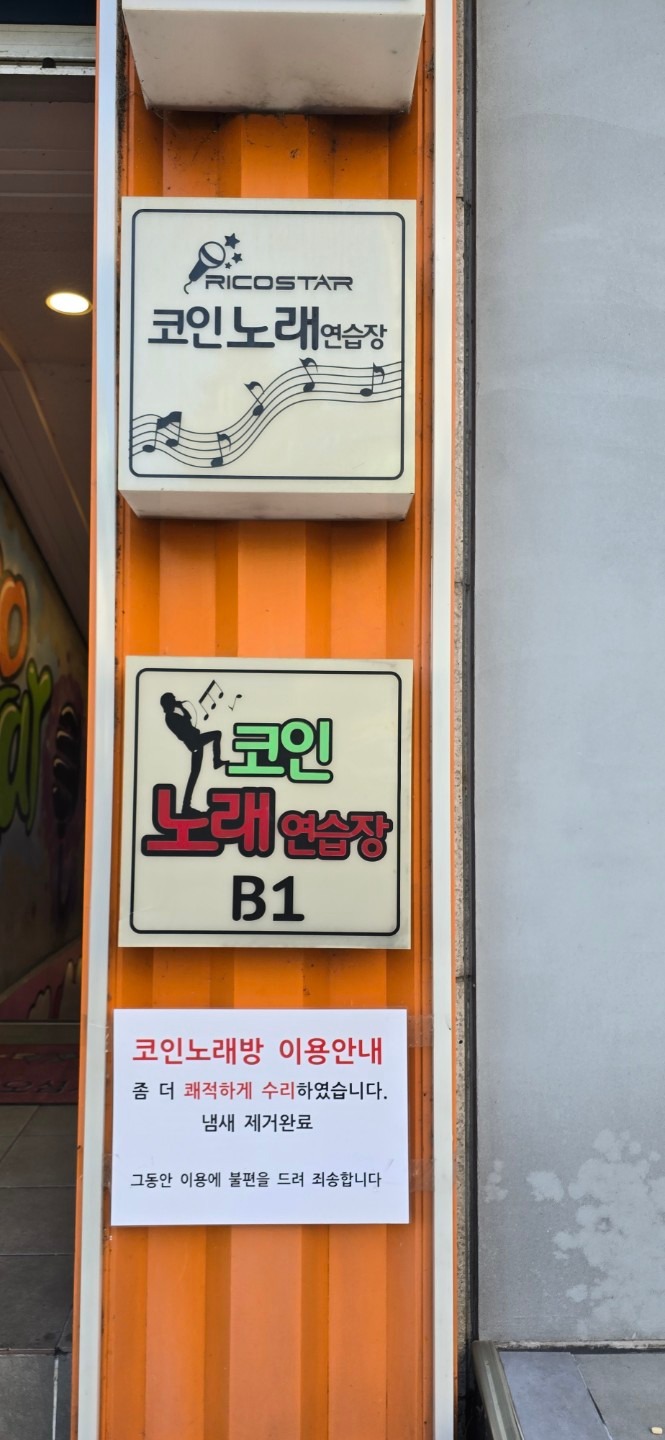 RICOSTAR
코인노래연습장
코인
노래연습장
B1
코인노래방 이용안내
좀 더 쾌적하게 수리하였습니다.
냄새 제거완료
그동안 이용에 불편을 드려 죄송합니다